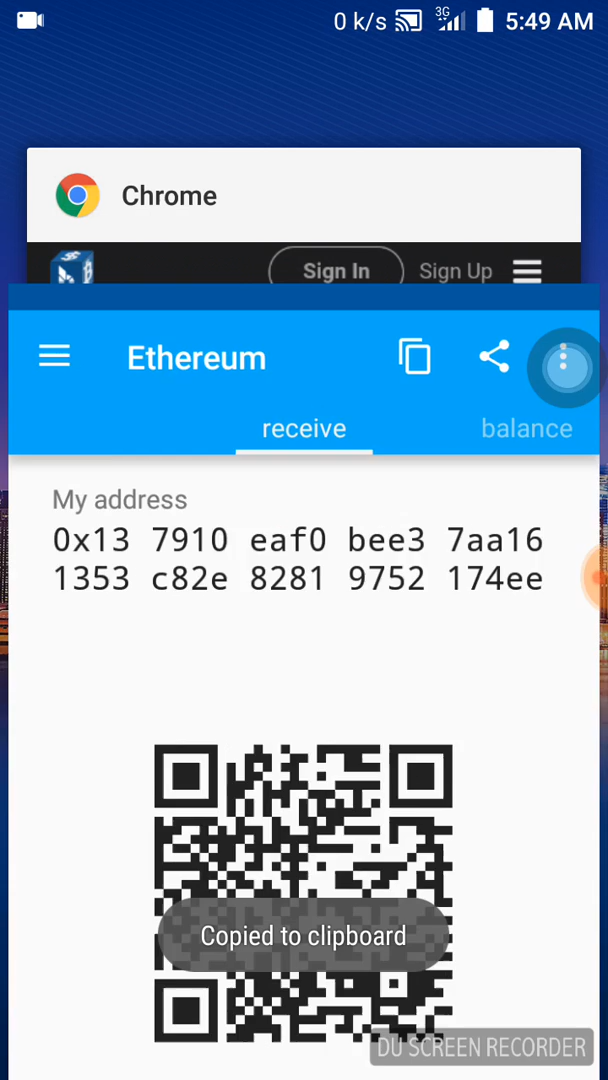 0 k/s 3G 5:49 AM
Chrome
Sign In Sign Up
Ethereum
receive balance
My address
0x13 7910 eaf0 bee3 7aa16
1353 c82e 8281 9752 174ee
Copied to clipboard
DU SCREEN RECORDER